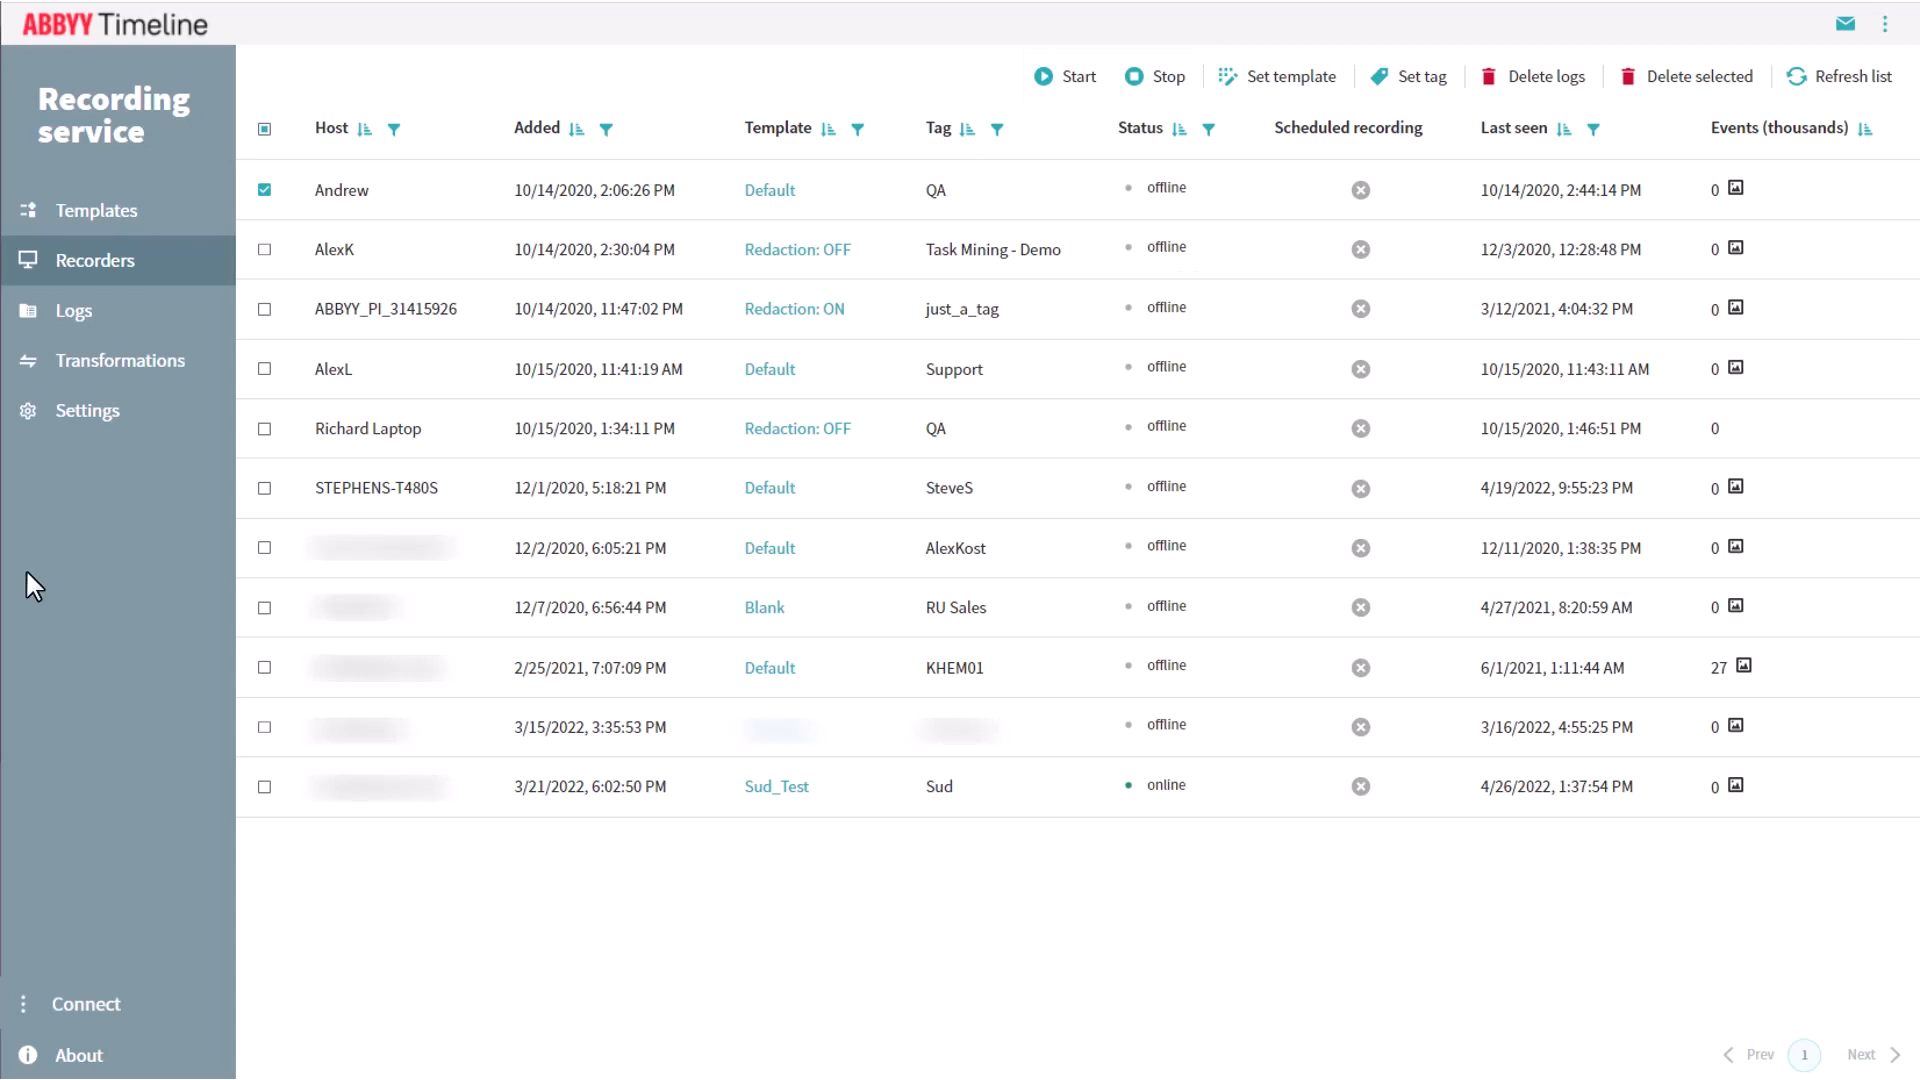 ABBYY Timeline
Recording
service
Templates
Recorders
Logs
Transformations
Settings
Connect
About
Start Stop Set template Set tag Delete logs Delete selected Refresh list
Host Added Template Tag Status Scheduled recording Last seen Events (thousands)
Andrew 10/14/2020, 2:06:26 PM Default QA offline 10/14/2020, 2:44:14 PM 0
AlexK 10/14/2020, 2:30:04 PM Redaction: OFF Task Mining - Demo offline 12/3/2020, 12:28:48 PM 0
ABBYY_PI_31415926 10/14/2020, 11:47:02 PM Redaction: ON just_a_tag offline 3/12/2021, 4:04:32 PM 0
AlexL 10/15/2020, 11:41:19 AM Default Support offline 10/15/2020, 11:43:11 AM 0
Richard Laptop 10/15/2020, 1:34:11 PM Redaction: OFF QA offline 10/15/2020, 1:46:51 PM 0
STEPHENS-T480S 12/1/2020, 5:18:21 PM Default SteveS offline 4/19/2022, 9:55:23 PM 0
12/2/2020, 6:05:21 PM Default AlexKost offline 12/11/2020, 1:38:35 PM 0
12/7/2020, 6:56:44 PM Blank RU Sales offline 4/27/2021, 8:20:59 AM 0
2/25/2021, 7:07:09 PM Default KHEM01 offline 6/1/2021, 1:11:44 AM 27
3/15/2022, 3:35:53 PM offline 3/16/2022, 4:55:25 PM 0
3/21/2022, 6:02:50 PM Sud_Test Sud online 4/26/2022, 1:37:54 PM 0
Prev 1 Next